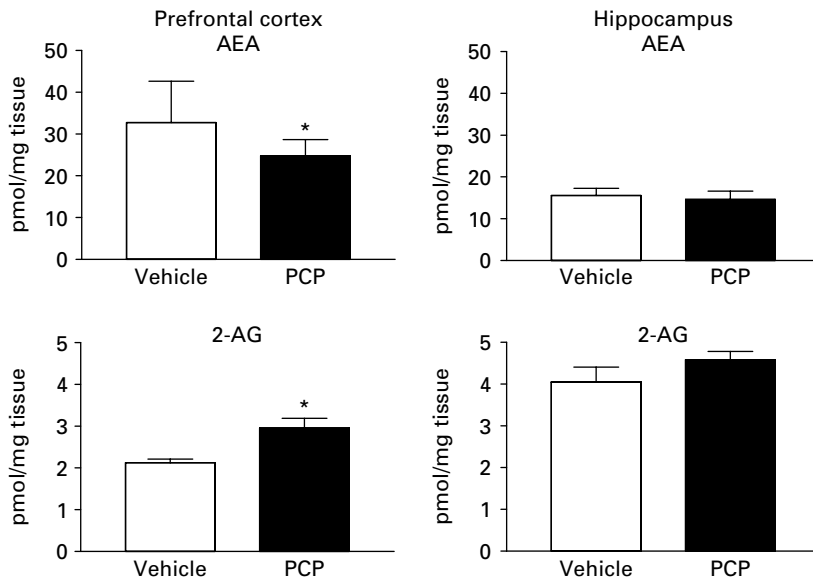 Prefrontal cortex
AEA
50
40
30
20
10
0
pmol/mg tissue
*
Vehicle
PCP
Hippocampus
AEA
50
40
30
20
10
0
pmol/mg tissue
Vehicle
PCP
2-AG
5
4
3
2
1
0
pmol/mg tissue
*
Vehicle
PCP
2-AG
5
4
3
2
1
0
pmol/mg tissue
Vehicle
PCP